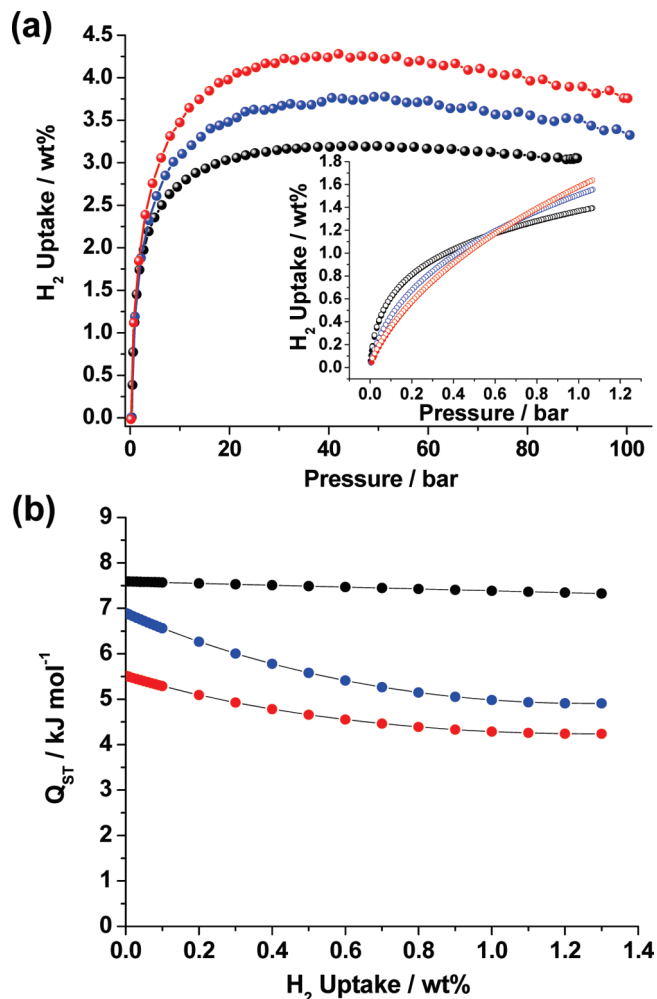 (a)
H₂ Uptake / wt%
4.5
4.0
3.5
3.0
2.5
2.0
1.5
1.0
0.5
0.0
0 20 40 60 80 100
Pressure / bar
H₂ Uptake / wt%
1.8
1.6
1.4
1.2
1.0
0.8
0.6
0.4
0.2
0.0
0.0 0.2 0.4 0.6 0.8 1.0 1.2
Pressure / bar
(b)
Q_ST / kJ mol⁻¹
9
8
7
6
5
4
3
2
1
0
0.0 0.2 0.4 0.6 0.8 1.0 1.2 1.4
H₂ Uptake / wt%